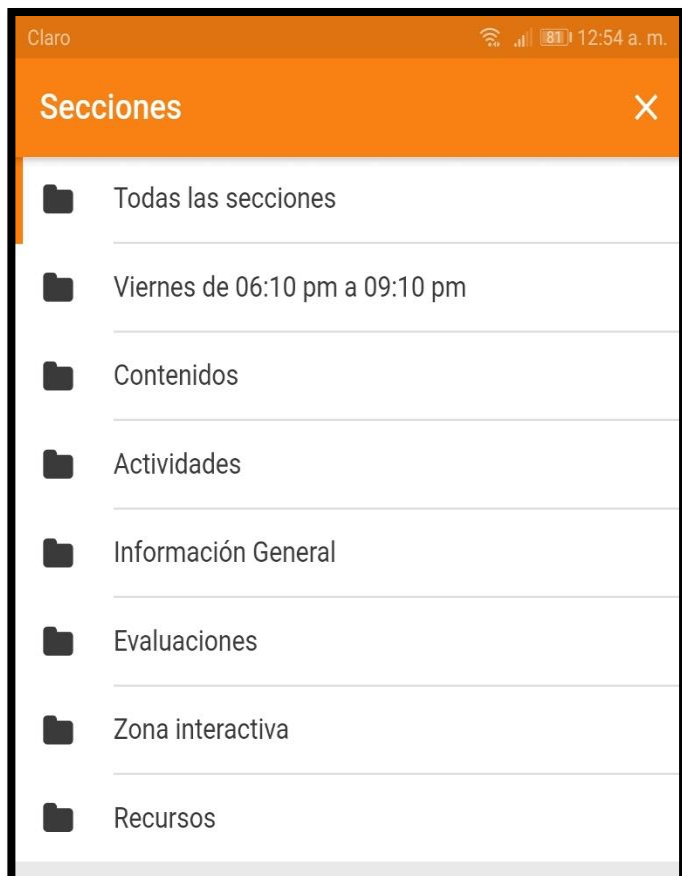 Claro 81 12:54 a. m.
Secciones
Todas las secciones
Viernes de 06:10 pm a 09:10 pm
Contenidos
Actividades
Información General
Evaluaciones
Zona interactiva
Recursos